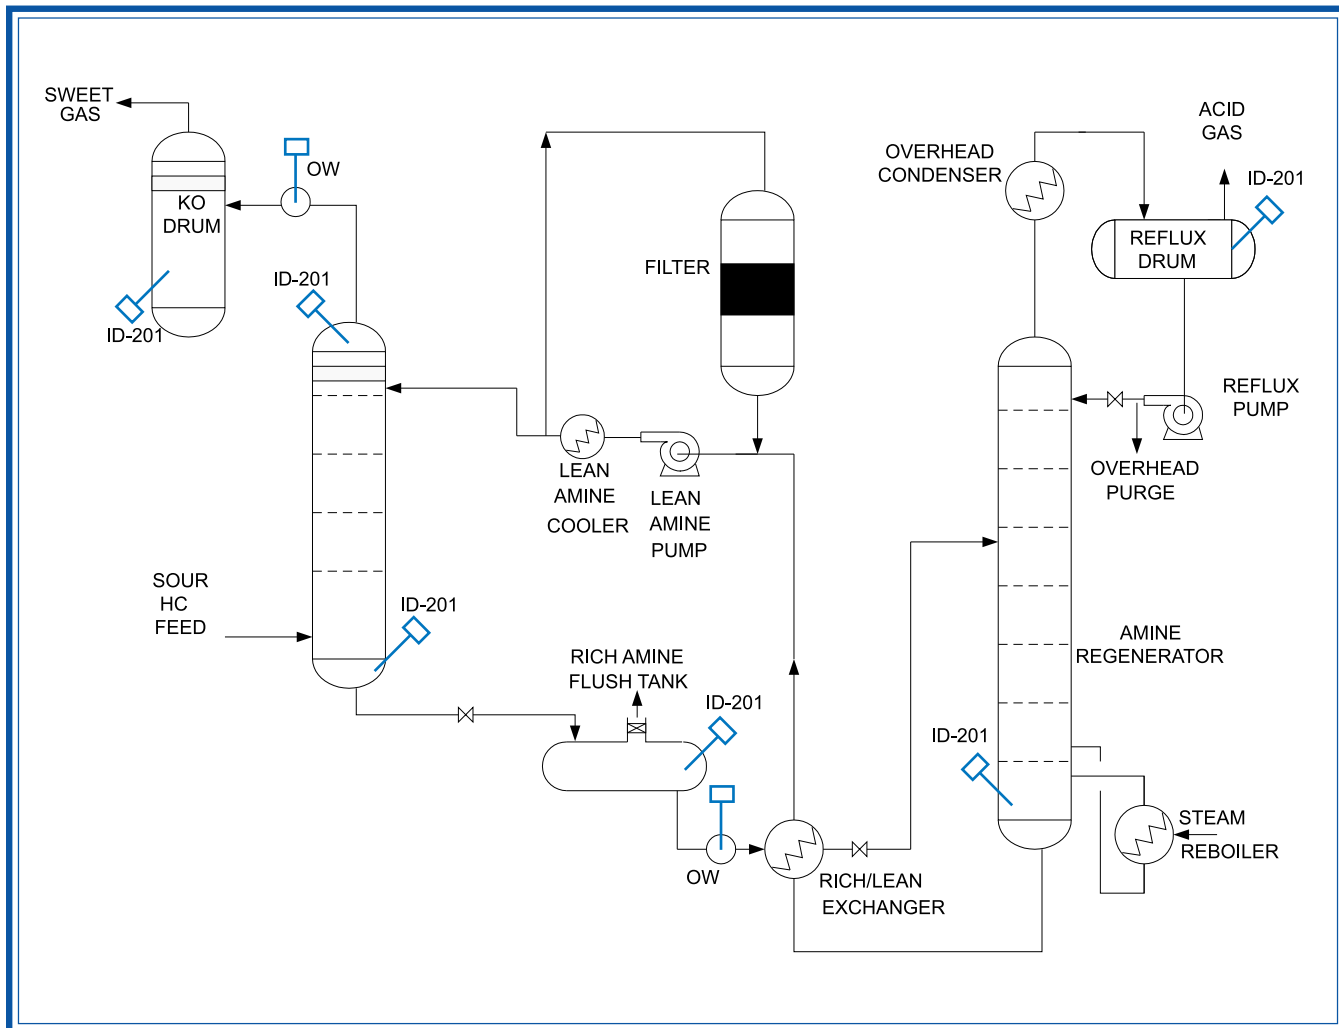 SWEET
GAS
OW
KO
DRUM
ID-201
ID-201
FILTER
OVERHEAD
CONDENSER
ACID
GAS
ID-201
REFLUX
DRUM
REFLUX
PUMP
OVERHEAD
PURGE
LEAN
AMINE
COOLER
LEAN
AMINE
PUMP
SOUR
HC
FEED
ID-201
RICH AMINE
FLUSH TANK
ID-201
OW
RICH/LEAN
EXCHANGER
AMINE
REGENERATOR
ID-201
STEAM
REBOILER